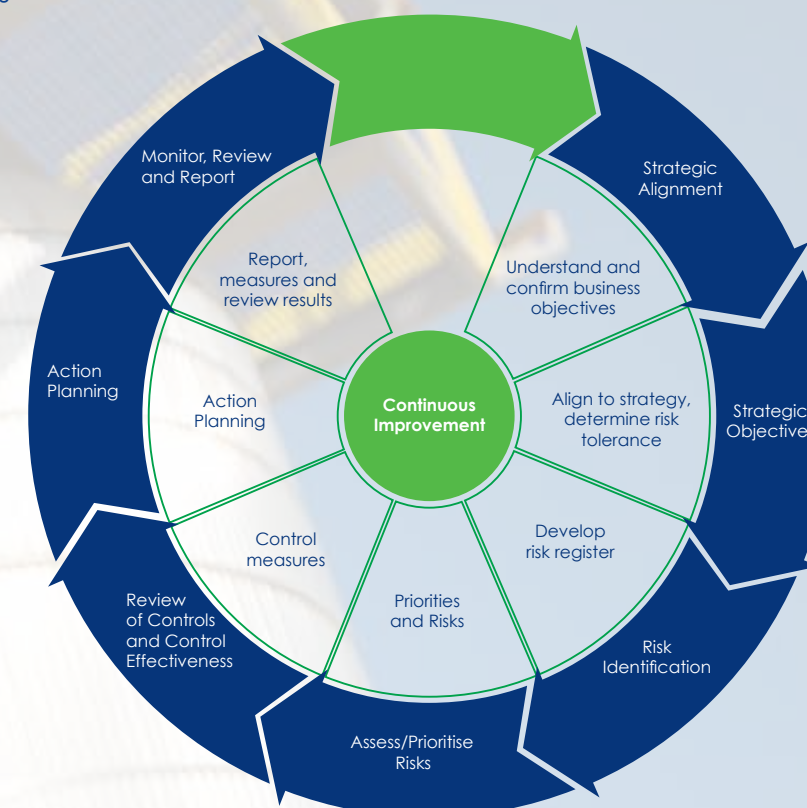 Strategic
Alignment
Understand and
confirm business
objectives
Strategic
Objective
Align to strategy,
determine risk
tolerance
Risk
Identification
Develop
risk register
Assess/Prioritise
Risks
Priorities
and Risks
Review
of Controls
and Control
Effectiveness
Control
measures
Action
Planning
Action
Planning
Monitor, Review
and Report
Report,
measures and
review results
Continuous
Improvement